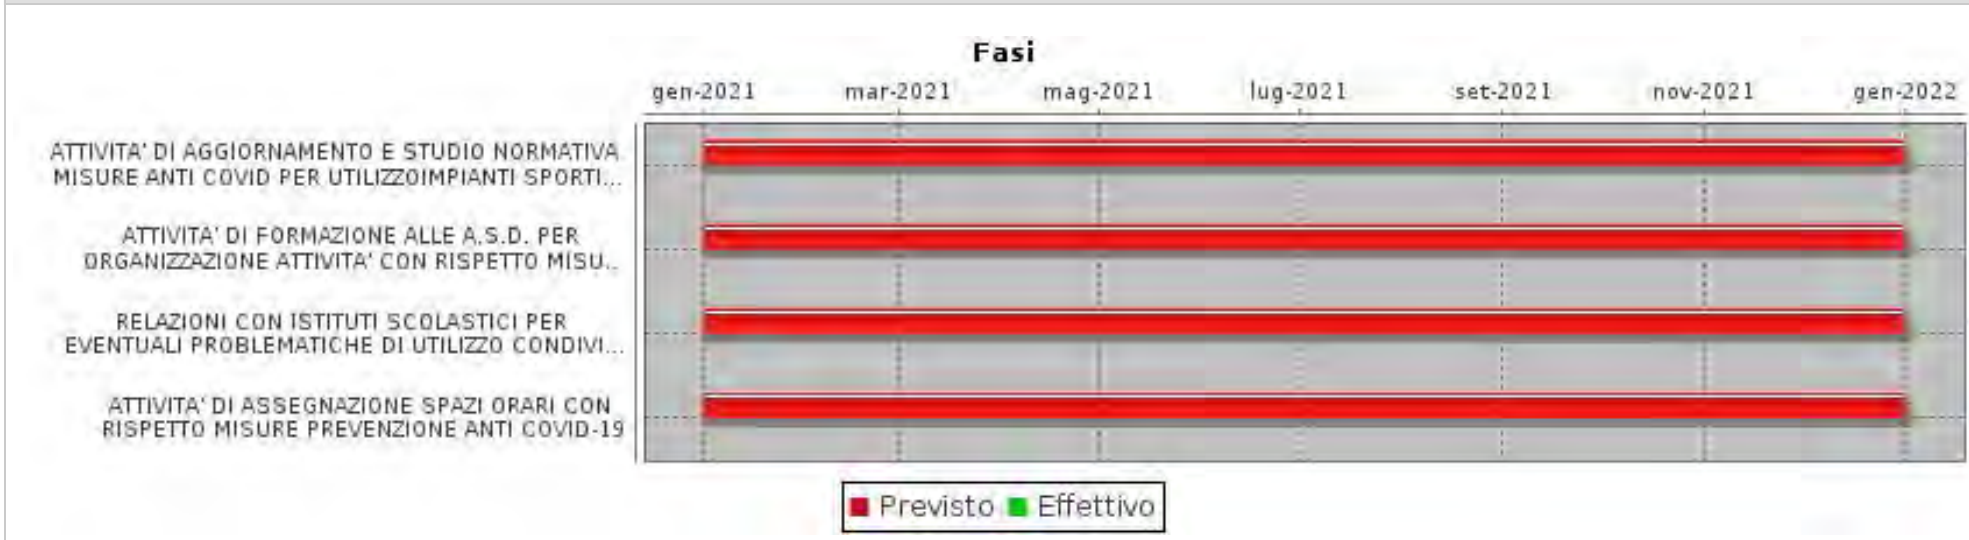 Fasi
gen-2021 mar-2021 mag-2021 lug-2021 set-2021 nov-2021 gen-2022
ATTIVITA' DI AGGIORNAMENTO E STUDIO NORMATIVA
MISURE ANTI COVID PER UTILIZZOIMPIANTI SPORTI...
ATTIVITA' DI FORMAZIONE ALLE A.S.D. PER
ORGANIZZAZIONE ATTIVITA' CON RISPETTO MISU...
RELAZIONI CON ISTITUTI SCOLASTICI PER
EVENTUALI PROBLEMATICHE DI UTILIZZO CONDIVI...
ATTIVITA' DI ASSEGNAZIONE SPAZI ORARI CON
RISPETTO MISURE PREVENZIONE ANTI COVID-19
Previsto Effettivo